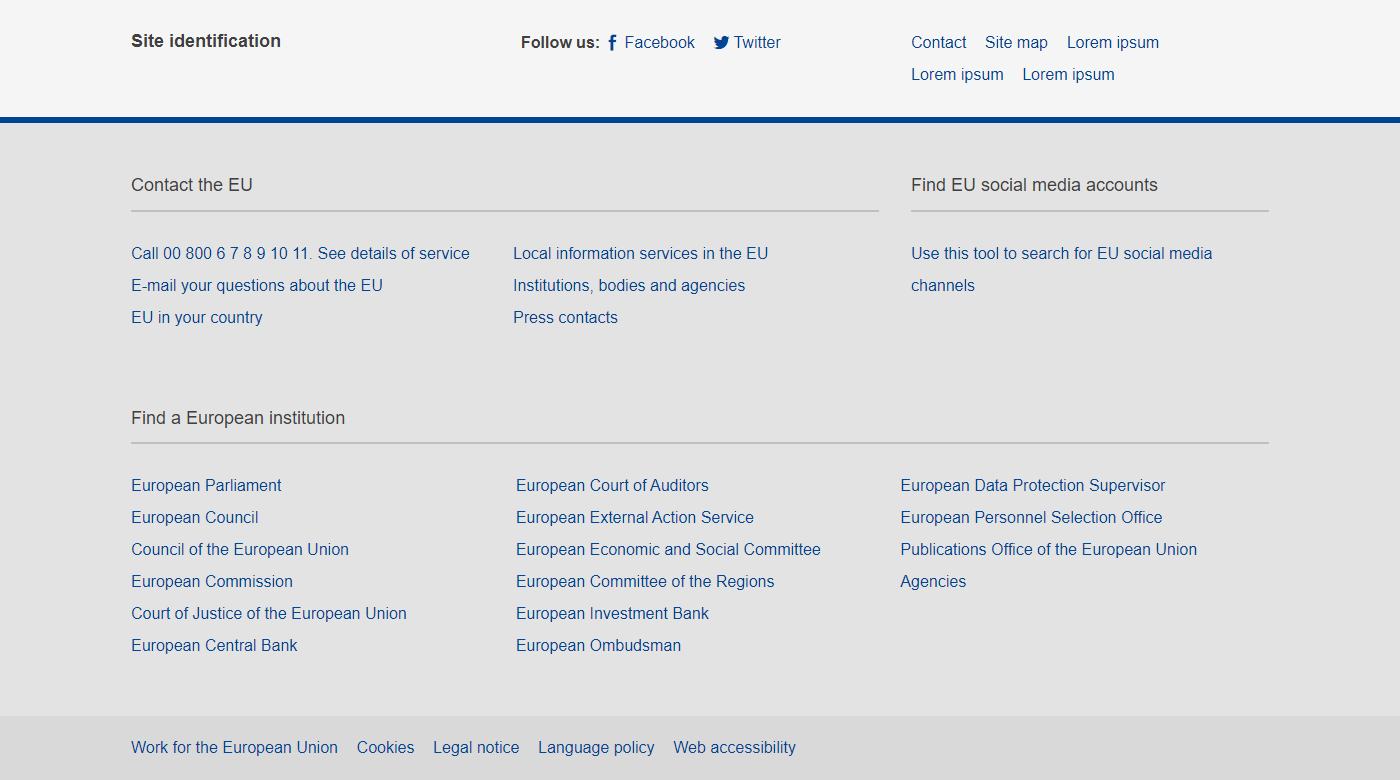 Site identification
Follow us: Facebook Twitter
Contact Site map Lorem ipsum
Lorem ipsum Lorem ipsum
Contact the EU
Call 00 800 6 7 8 9 10 11. See details of service
E-mail your questions about the EU
EU in your country
Local information services in the EU
Institutions, bodies and agencies
Press contacts
Find EU social media accounts
Use this tool to search for EU social media
channels
Find a European institution
European Parliament
European Council
Council of the European Union
European Commission
Court of Justice of the European Union
European Central Bank
European Court of Auditors
European External Action Service
European Economic and Social Committee
European Committee of the Regions
European Investment Bank
European Ombudsman
European Data Protection Supervisor
European Personnel Selection Office
Publications Office of the European Union
Agencies
Work for the European Union Cookies Legal notice Language policy Web accessibility